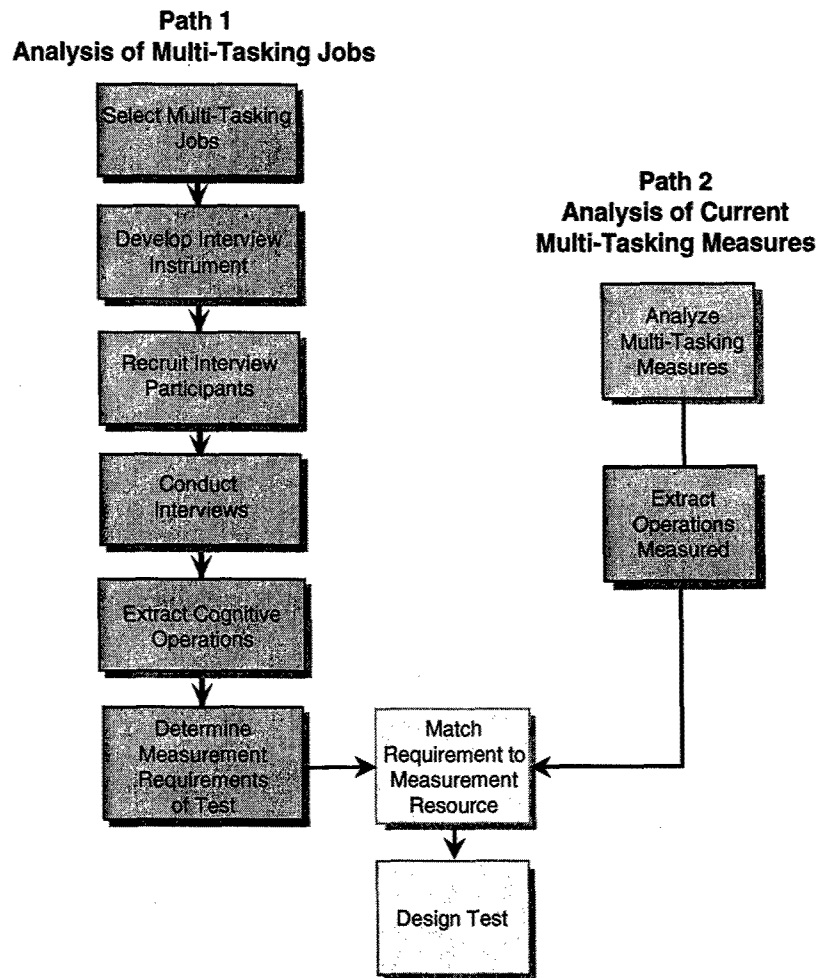 Path 1
Analysis of Multi-Tasking Jobs
Select Multi-Tasking
Jobs
Develop Interview
Instrument
Recruit Interview
Participants
Conduct
Interviews
Extract Cognitive
Operations
Determine
Measurement
Requirements
of Test
Path 2
Analysis of Current
Multi-Tasking Measures
Analyze
Multi-Tasking
Measures
Extract
Operations
Measured
Match
Requirement to
Measurement
Resource
Design Test